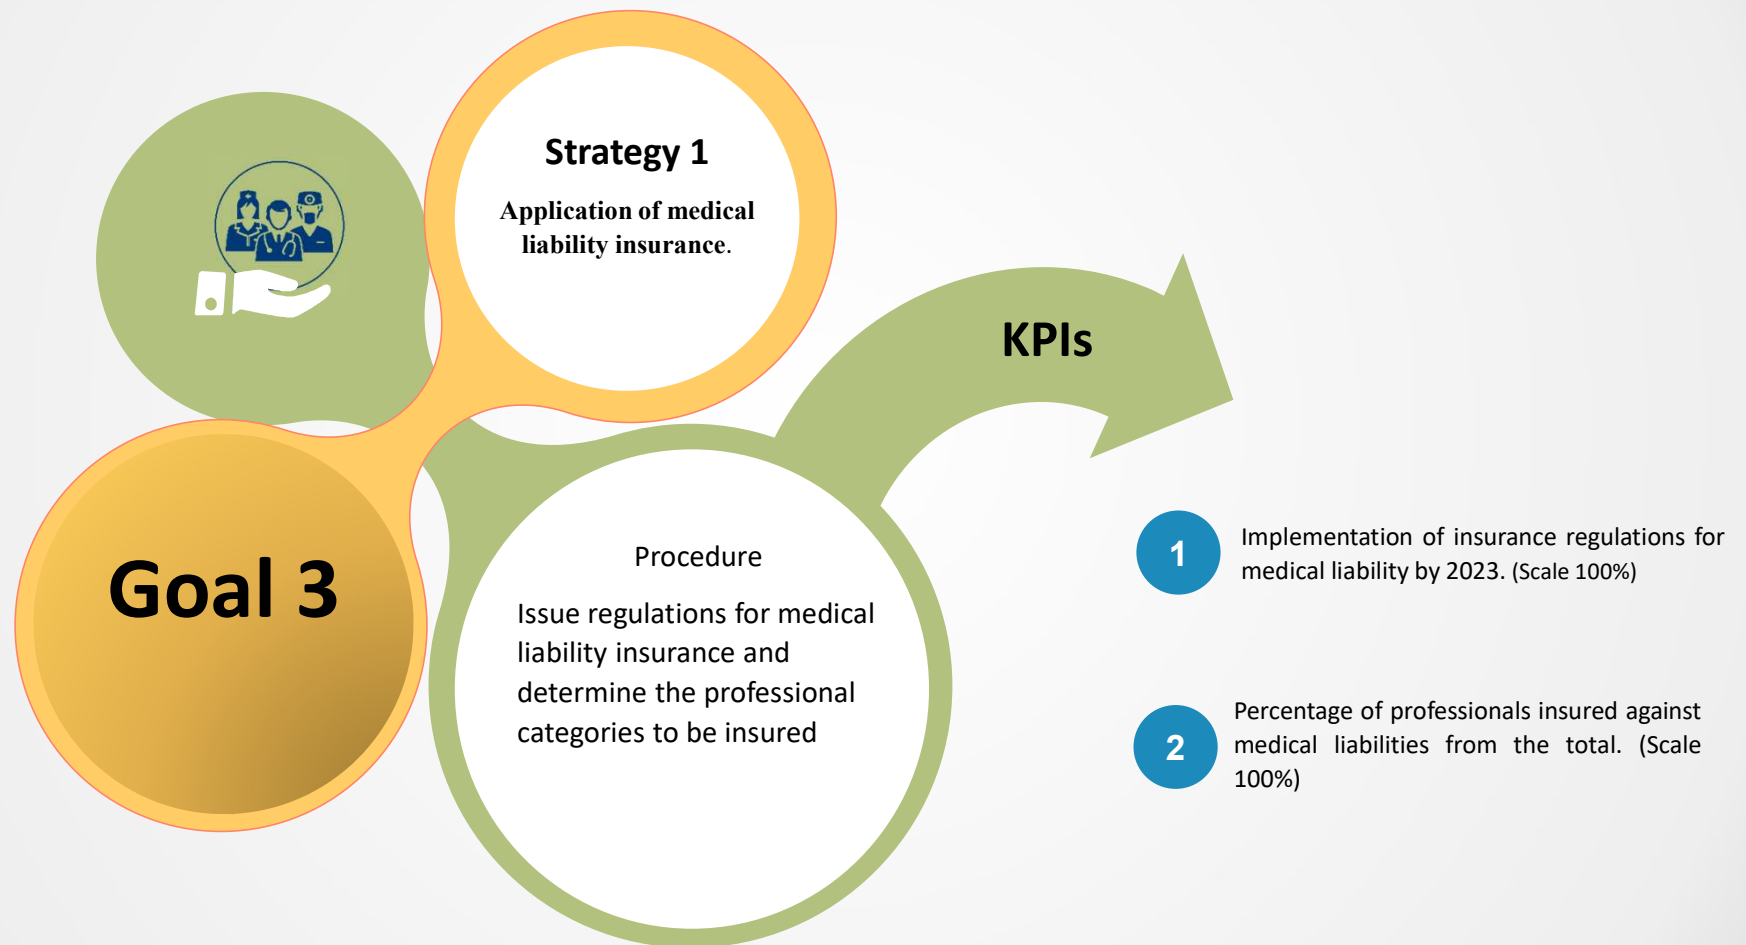 Strategy 1
Application of medical
liability insurance.
KPIs
Goal 3
Procedure
Issue regulations for medical
liability insurance and
determine the professional
categories to be insured
1
Implementation of insurance regulations for
medical liability by 2023. (Scale 100%)
2
Percentage of professionals insured against
medical liabilities from the total. (Scale
100%)